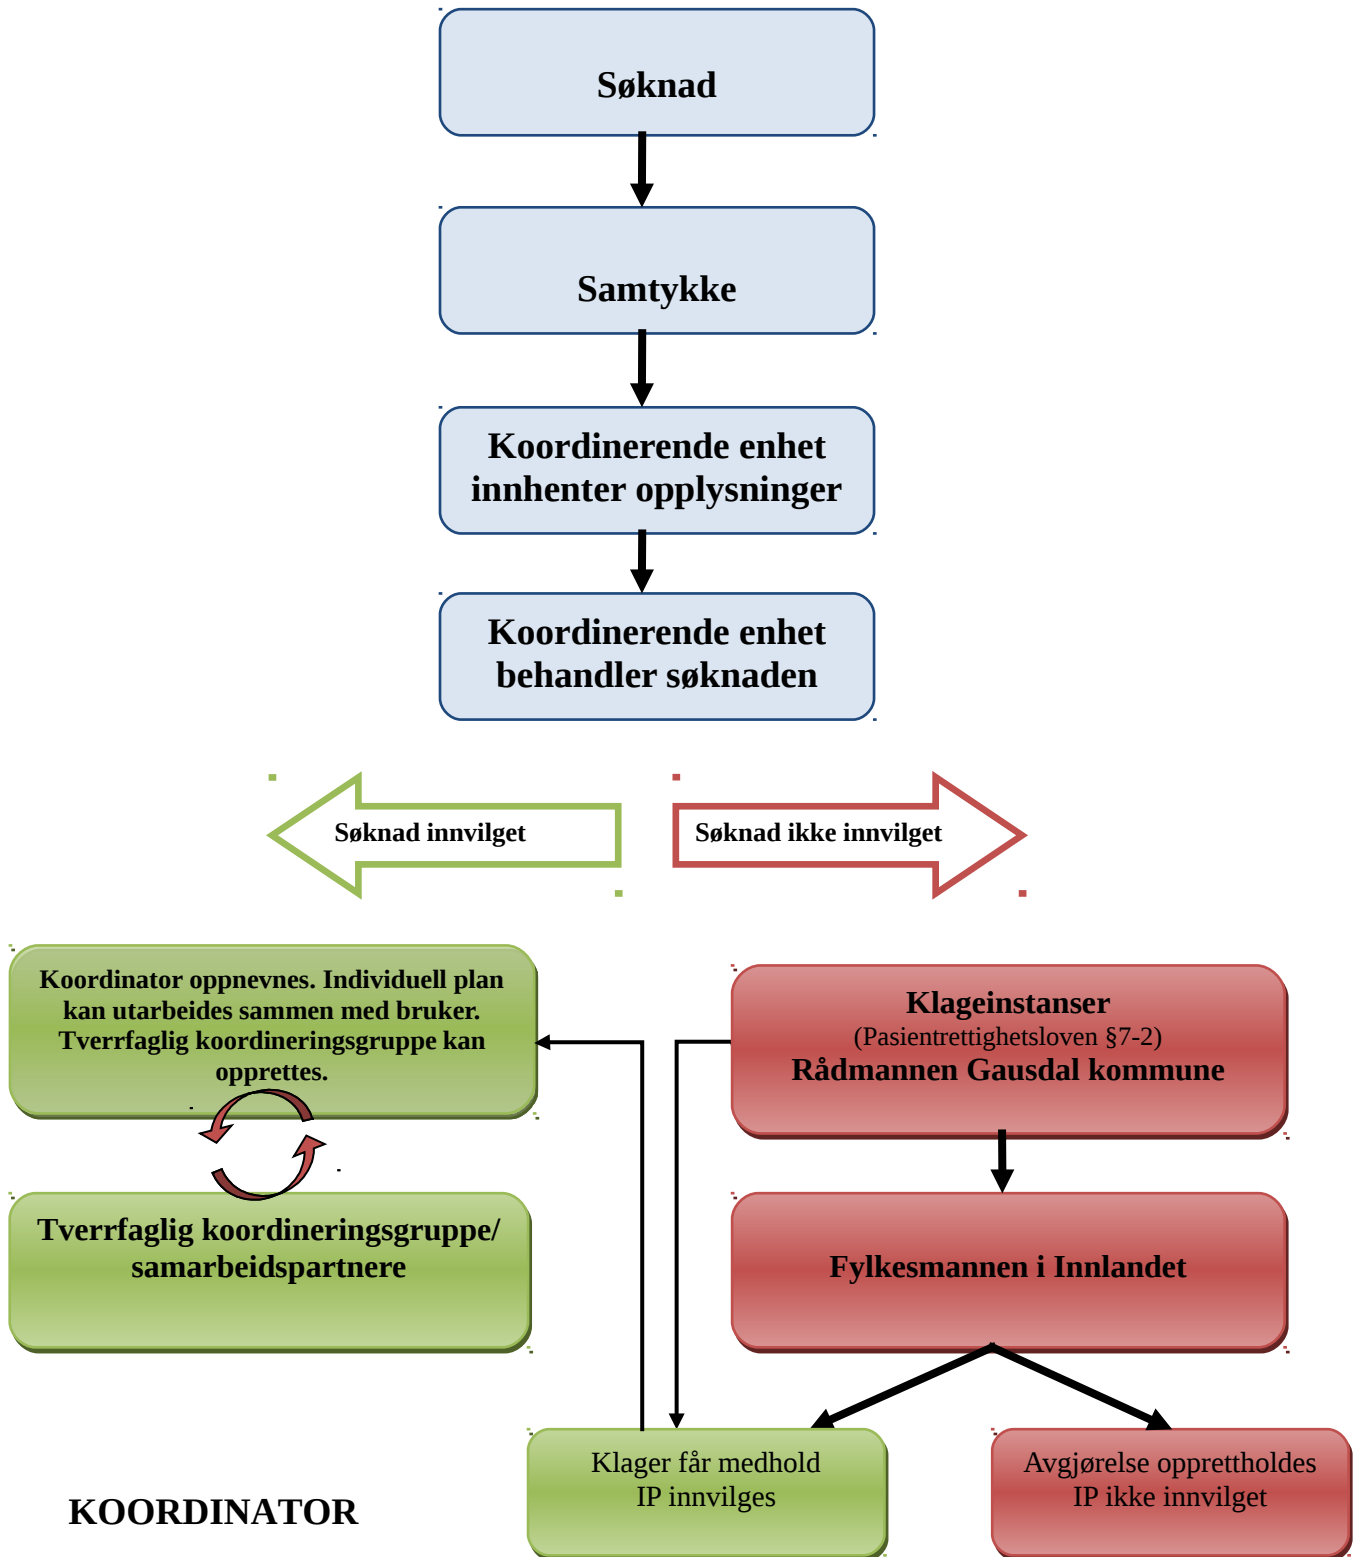 Søknad
Samtykke
Koordinerende enhet
innhenter opplysninger
Koordinerende enhet
behandler søknaden
Søknad innvilget
Søknad ikke innvilget
Koordinator oppnevnes. Individuell plan
kan utarbeides sammen med bruker.
Tverrfaglig koordineringsgruppe kan
opprettes.
Klageinstanser
(Pasientrettighetsloven §7-2)
Rådmannen Gausdal kommune
Tverrfaglig koordineringsgruppe/
samarbeidspartnere
Fylkesmannen i Innlandet
Klager får medhold
IP innvilges
Avgjørelse opprettholdes
IP ikke innvilget
KOORDINATOR